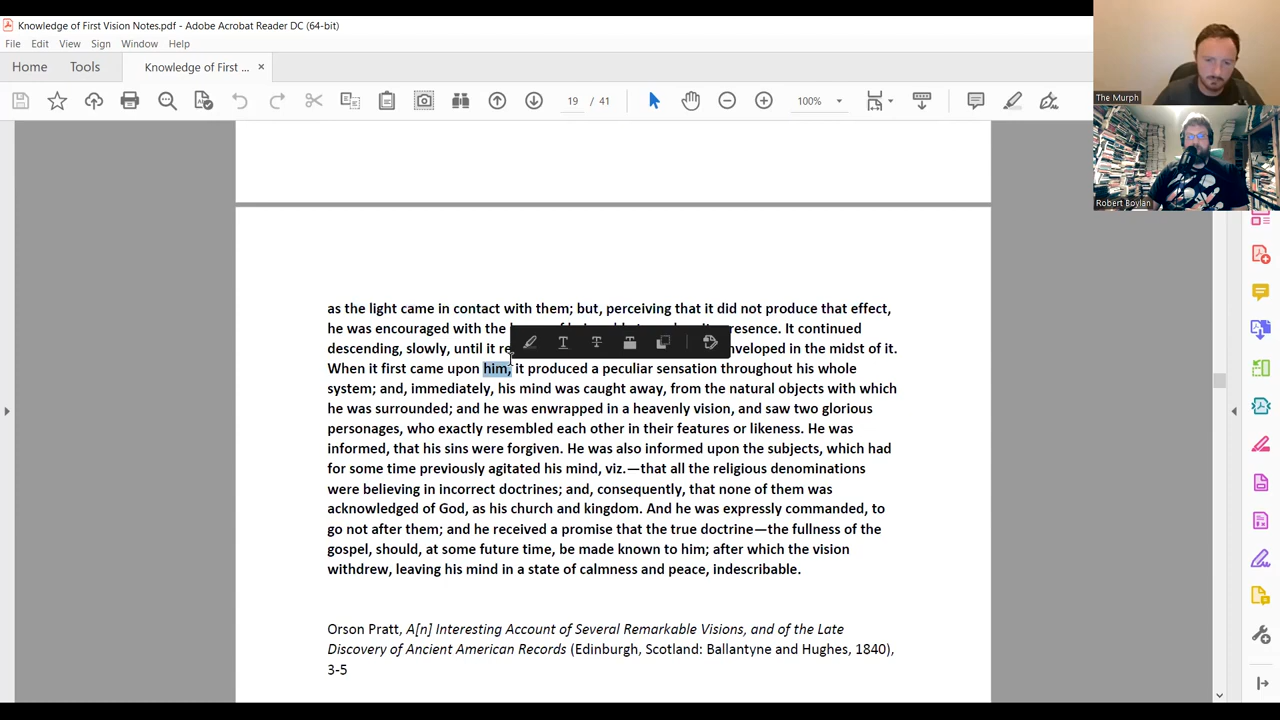 Knowledge of First Vision Notes.pdf - Adobe Acrobat Reader DC (64-bit)
File Edit View Sign Window Help
Home Tools Knowledge of First ... ×
19 / 41 100%
The Murph
Robert Boylan
as the light came in contact with them; but, perceiving that it did not produce that effect,
he was encouraged with the presence. It continued
descending, slowly, until it enveloped in the midst of it.
When it first came upon him, it produced a peculiar sensation throughout his whole
system; and, immediately, his mind was caught away, from the natural objects with which
he was surrounded; and he was enwrapped in a heavenly vision, and saw two glorious
personages, who exactly resembled each other in their features or likeness. He was
informed, that his sins were forgiven. He was also informed upon the subjects, which had
for some time previously agitated his mind, viz.—that all the religious denominations
were believing in incorrect doctrines; and, consequently, that none of them was
acknowledged of God, as his church and kingdom. And he was expressly commanded, to
go not after them; and he received a promise that the true doctrine—the fullness of the
gospel, should, at some future time, be made known to him; after which the vision
withdrew, leaving his mind in a state of calmness and peace, indescribable.
Orson Pratt, A[n] Interesting Account of Several Remarkable Visions, and of the Late
Discovery of Ancient American Records (Edinburgh, Scotland: Ballantyne and Hughes, 1840),
3-5